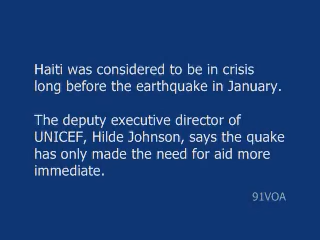 Haiti was considered to be in crisis
long before the earthquake in January.
The deputy executive director of
UNICEF, Hilde Johnson, says the quake
has only made the need for aid more
immediate.
91VOA